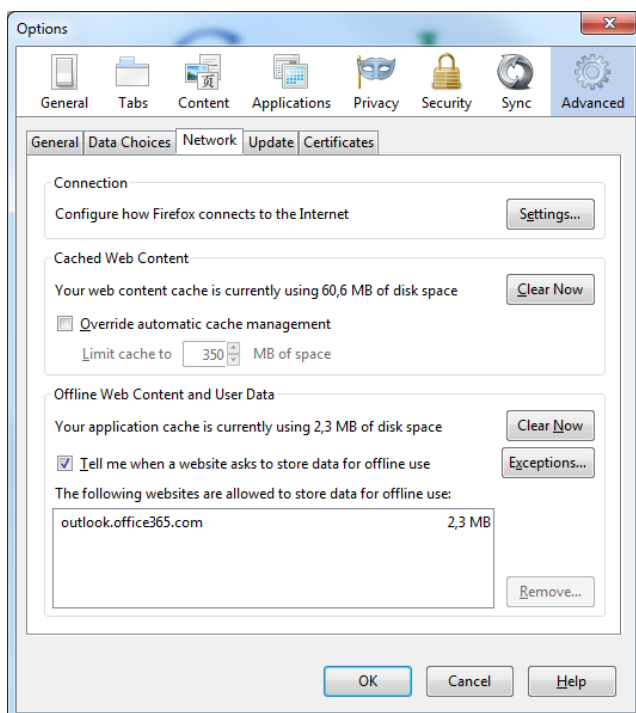 Options
General Tabs Content Applications Privacy Security Sync Advanced
General Data Choices Network Update Certificates
Connection
Configure how Firefox connects to the Internet Settings...
Cached Web Content
Your web content cache is currently using 60,6 MB of disk space Clear Now
Override automatic cache management
Limit cache to 350 MB of space
Offline Web Content and User Data
Your application cache is currently using 2,3 MB of disk space Clear Now
Tell me when a website asks to store data for offline use Exceptions...
The following websites are allowed to store data for offline use:
outlook.office365.com 2,3 MB
Remove...
OK Cancel Help